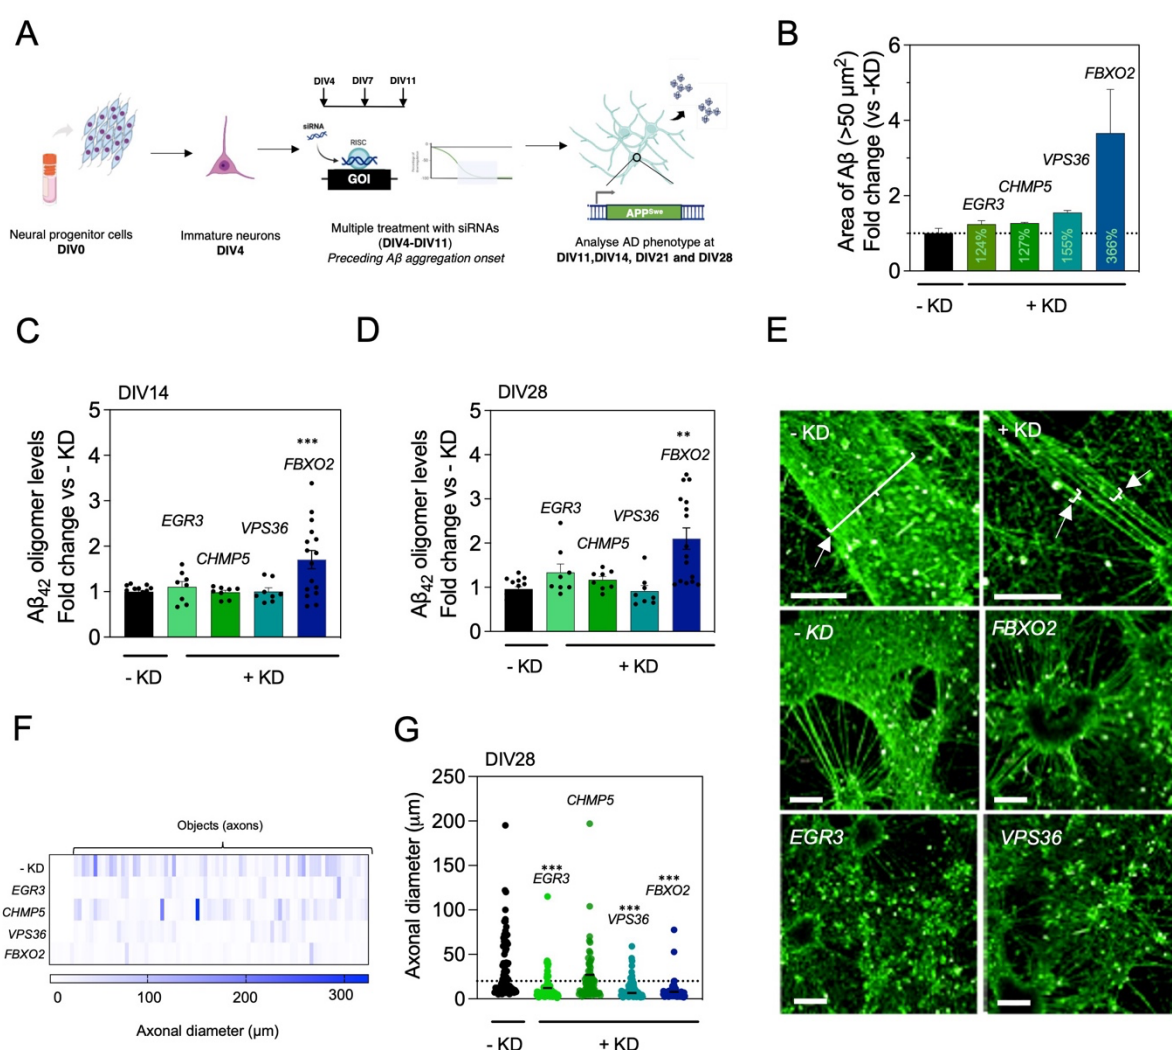 A
DIV4 DIV7 DIV11
siRNA
RISC
GOI
APPSwe
Neural progenitor cells
DIV0
Immature neurons
DIV4
Multiple treatment with siRNAs
(DIV4-DIV11)
Preceding Aβ aggregation onset
Analyse AD phenotype at
DIV11,DIV14, DIV21 and DIV28
B
Area of Aβ (>50 µm²)
Fold change (vs -KD)
6
4
2
0
EGR3
CHMP5
VPS36
FBXO2
124%
127%
155%
366%
- KD
+ KD
C
DIV14
Aβ42 oligomer levels
Fold change vs - KD
5
4
3
2
1
0
EGR3
CHMP5
VPS36
***
FBXO2
- KD
+ KD
D
DIV28
Aβ42 oligomer levels
Fold change vs - KD
5
4
3
2
1
0
EGR3
CHMP5
VPS36
**
FBXO2
- KD
+ KD
E
- KD
+ KD
- KD
FBXO2
EGR3
VPS36
F
Objects (axons)
- KD
EGR3
CHMP5
VPS36
FBXO2
0 100 200 300
Axonal diameter (µm)
G
DIV28
Axonal diameter (µm)
250
200
150
100
50
0
***
EGR3
CHMP5
***
VPS36
***
FBXO2
- KD
+ KD